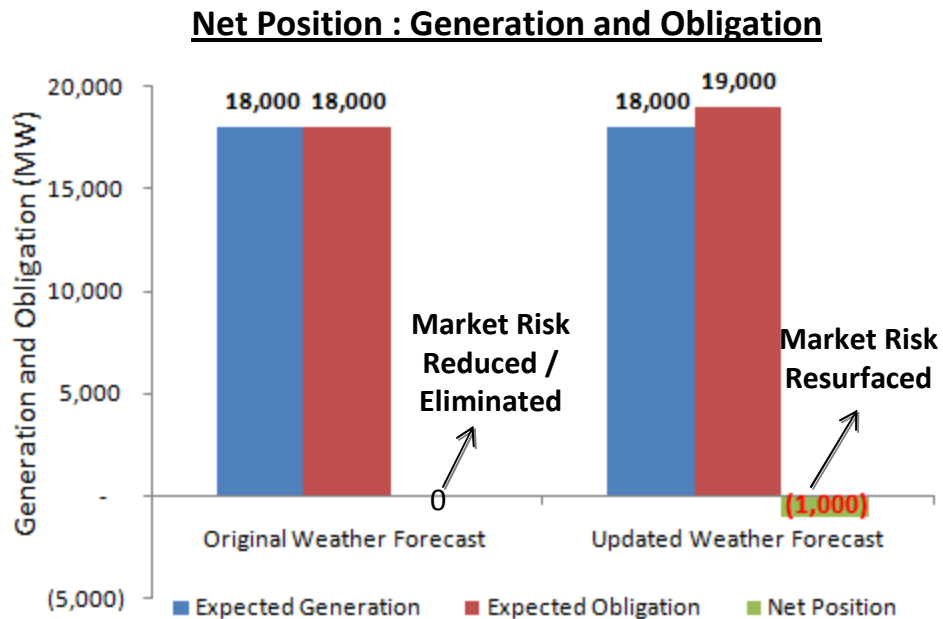 Net Position : Generation and Obligation
Generation and Obligation (MW)
20,000
15,000
10,000
5,000
-
(5,000)
18,000
18,000
18,000
19,000
Market Risk
Reduced /
Eliminated
0
Market Risk
Resurfaced
(1,000)
Original Weather Forecast
Updated Weather Forecast
Expected Generation
Expected Obligation
Net Position